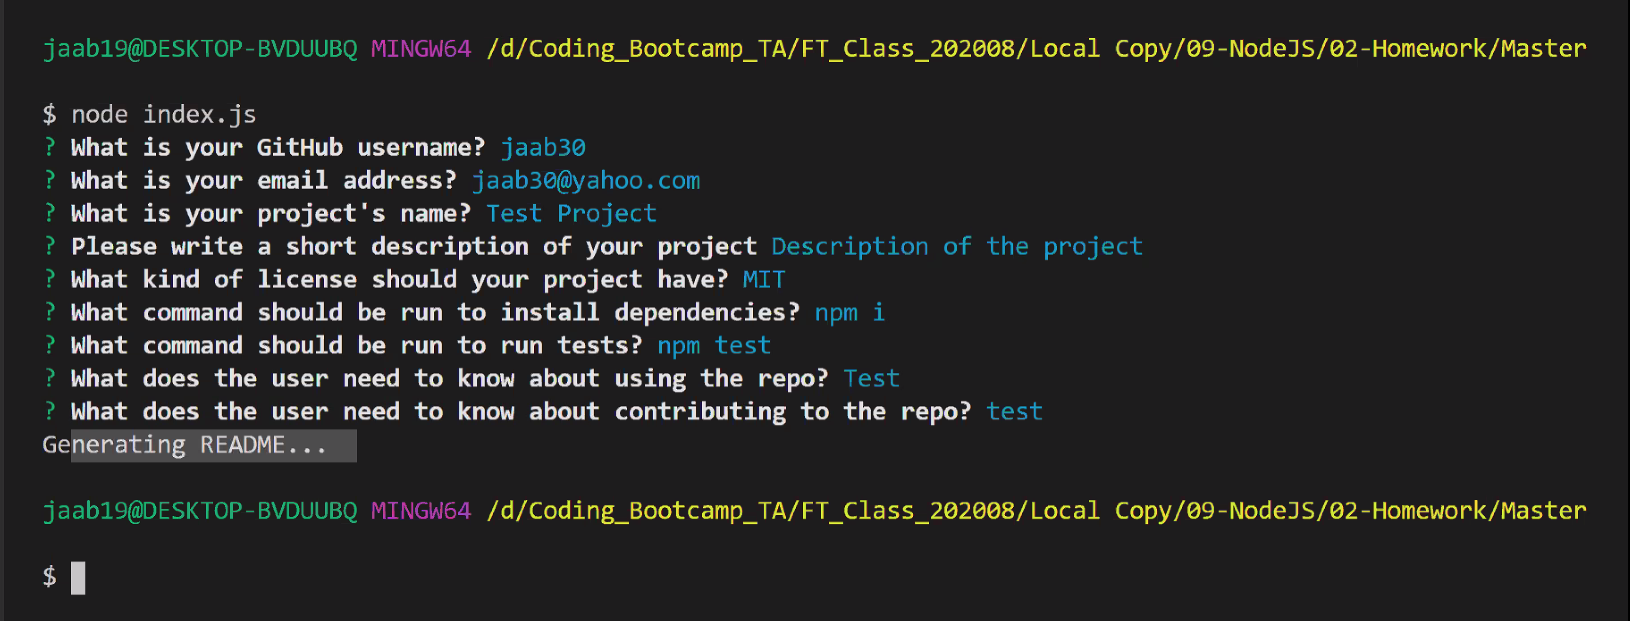 jaab19@DESKTOP-BVDUUBQ MINGW64 /d/Coding_Bootcamp_TA/FT_Class_202008/Local Copy/09-NodeJS/02-Homework/Master
$ node index.js
? What is your GitHub username? jaab30
? What is your email address? jaab30@yahoo.com
? What is your project's name? Test Project
? Please write a short description of your project Description of the project
? What kind of license should your project have? MIT
? What command should be run to install dependencies? npm i
? What command should be run to run tests? npm test
? What does the user need to know about using the repo? Test
? What does the user need to know about contributing to the repo? test
Generating README...
jaab19@DESKTOP-BVDUUBQ MINGW64 /d/Coding_Bootcamp_TA/FT_Class_202008/Local Copy/09-NodeJS/02-Homework/Master
$